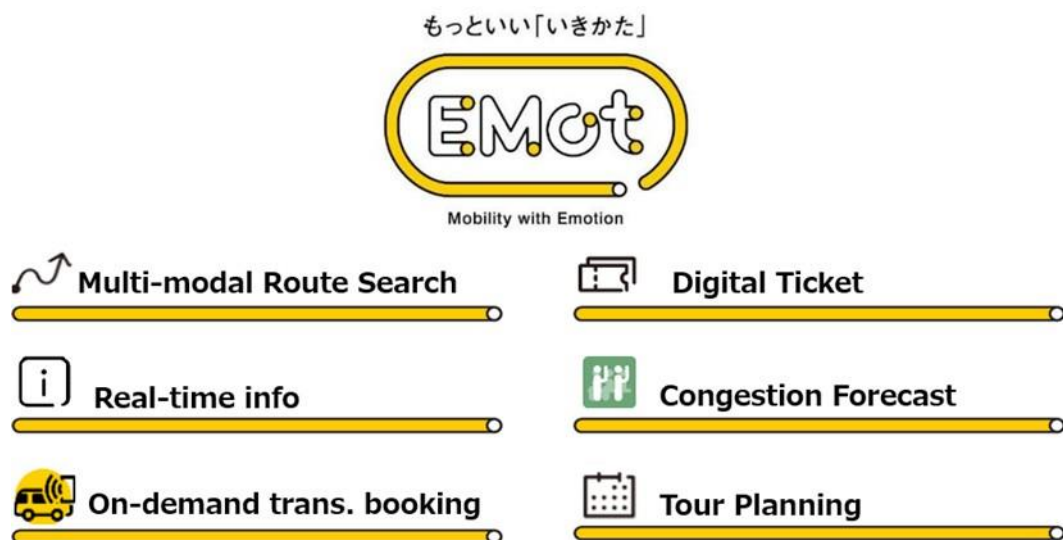 もっといい「いきかた」
EMot
Mobility with Emotion
Multi-modal Route Search
Digital Ticket
Real-time info
Congestion Forecast
On-demand trans. booking
Tour Planning